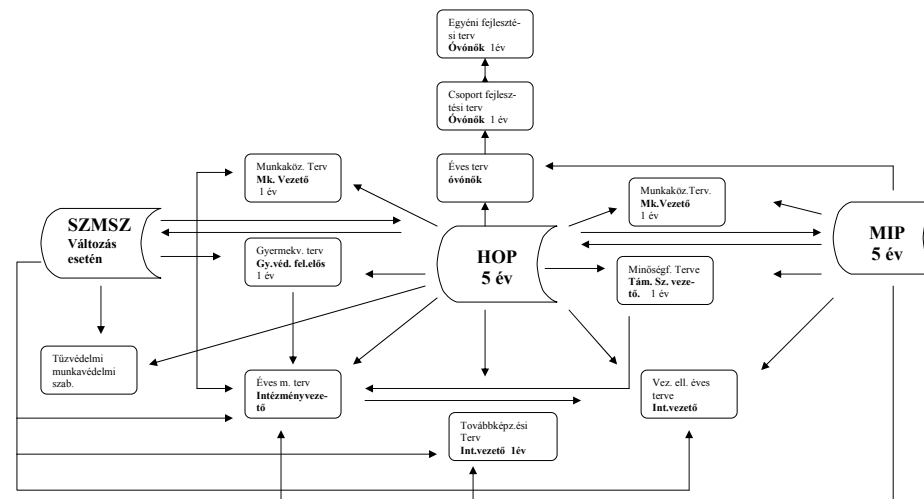 Egyéni fejleszté-
si terv
Óvónők 1év
Csoport fejlesz-
tési terv
Óvónők 1 év
Éves terv
óvónők
Munkaköz. Terv
Mk. Vezető
1 év
Munkaköz.Terv.
Mk.Vezető
1 év
SZMSZ
Változás
esetén
HOP
5 év
MIP
5 év
Gyermekv. terv
Gy.véd. fel.elős
1 év
Minőségf. Terve
Tám. Sz. veze-
tő. 1 év
Tűzvédelmi
munkavédelmi
szab.
Éves m. terv
Intézményveze-
tő
Vez. ell. éves
terve
Int.vezető
Továbbképz.ési
Terv
Int.vezető 1év